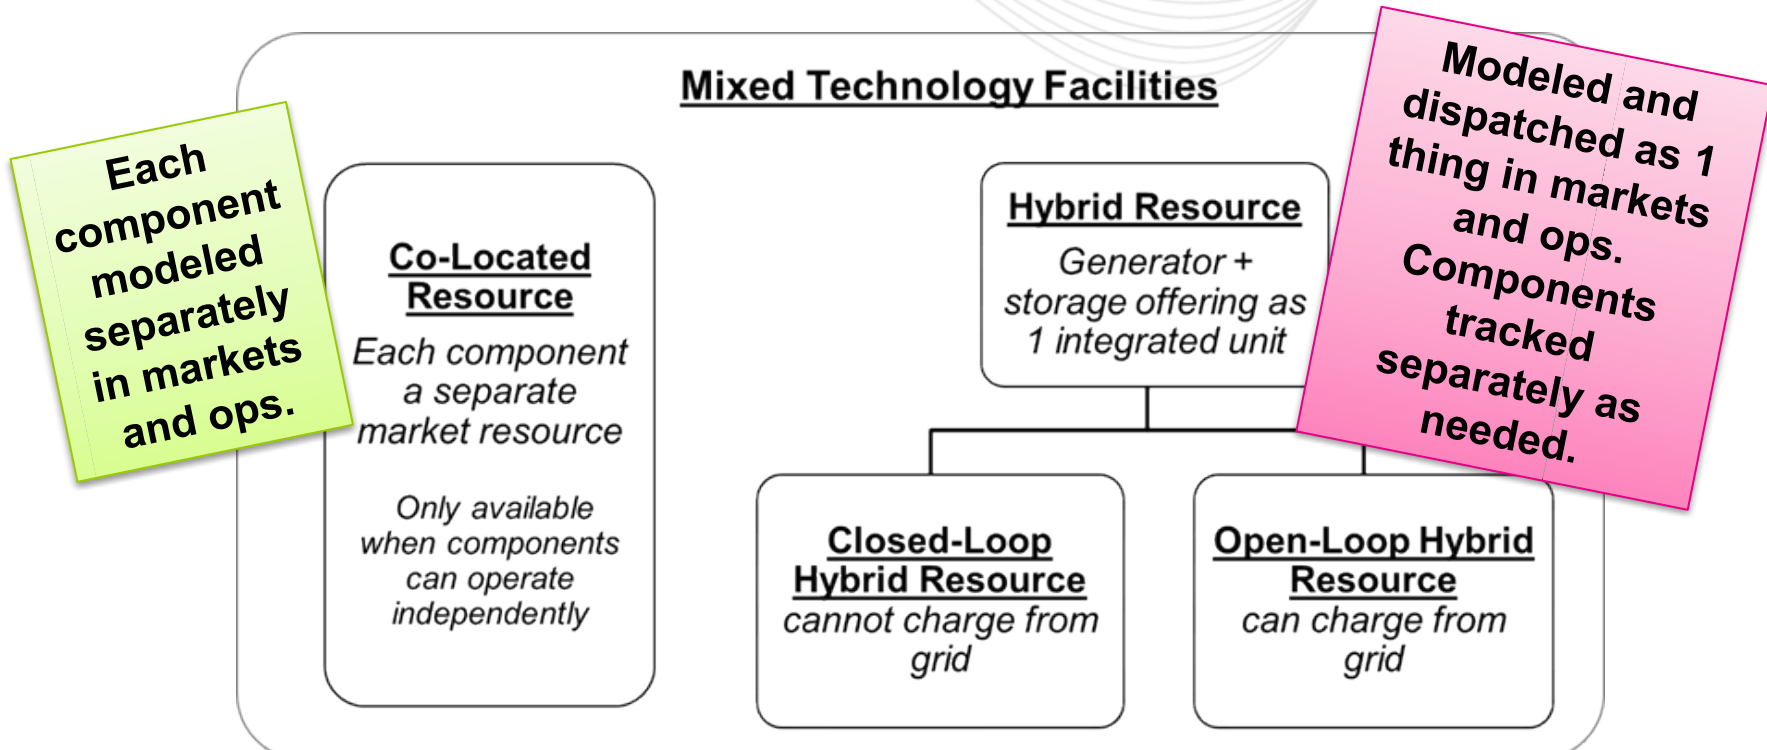 Mixed Technology Facilities
Each
component
modeled
separately
in markets
and ops.
Co-Located
Resource
Each component
a separate
market resource
Only available
when components
can operate
independently
Hybrid Resource
Generator +
storage offering as
1 integrated unit
Modeled and
dispatched as 1
thing in markets
and ops.
Components
tracked
separately as
needed.
Closed-Loop
Hybrid Resource
cannot charge from
grid
Open-Loop Hybrid
Resource
can charge from
grid